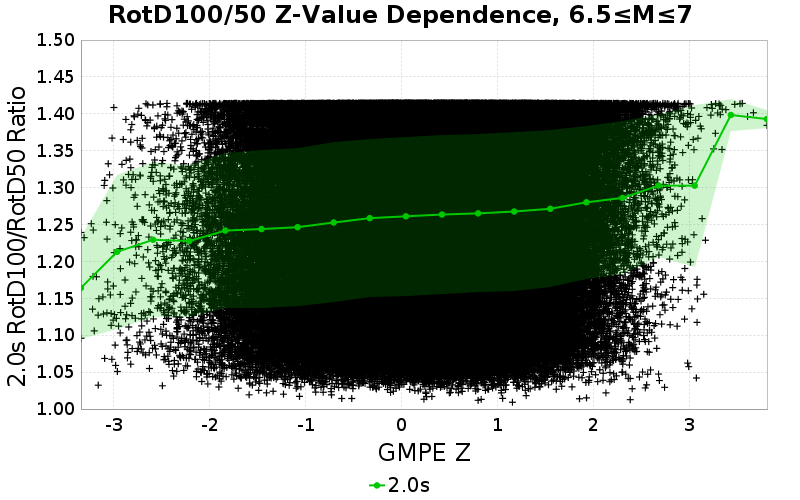 RotD100/50 Z-Value Dependence, 6.5≤M≤7
2.0s RotD100/RotD50 Ratio
1.50
1.45
1.40
1.35
1.30
1.25
1.20
1.15
1.10
1.05
1.00
-3 -2 -1 0 1 2 3
GMPE Z
2.0s